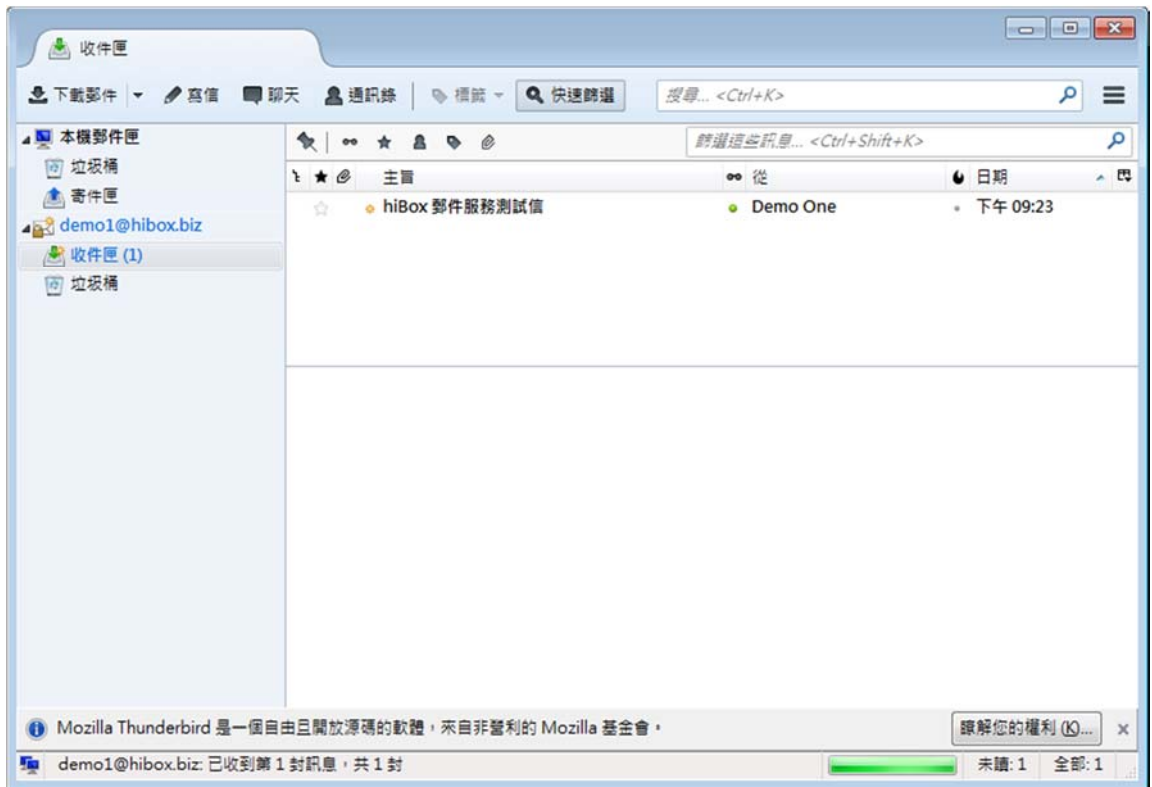 收件匣
下載郵件 寫信 聊天 通訊錄 標籤 快速篩選 搜尋... <Ctrl+K>
本機郵件匣
篩選這些訊息... <Ctrl+Shift+K>
垃圾桶
主旨 從 日期
寄件匣
hiBox 郵件服務測試信 Demo One 下午 09:23
demo1@hibox.biz
收件匣 (1)
垃圾桶
Mozilla Thunderbird 是一個自由且開放源碼的軟體，來自非營利的 Mozilla 基金會。 瞭解您的權利 (K)...
demo1@hibox.biz: 已收到第 1 封訊息，共 1 封 未讀: 1 全部: 1